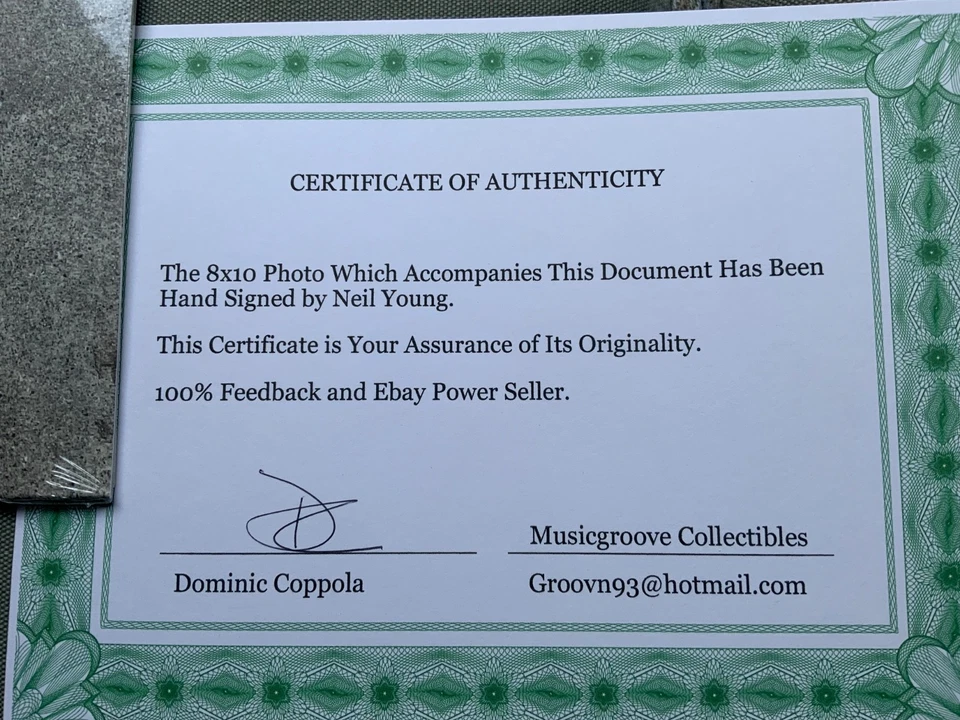 CERTIFICATE OF AUTHENTICITY
The 8x10 Photo Which Accompanies This Document Has Been
Hand Signed by Neil Young.
This Certificate is Your Assurance of Its Originality.
100% Feedback and Ebay Power Seller.
Musicgroove Collectibles
Dominic Coppola
Groovn93@hotmail.com